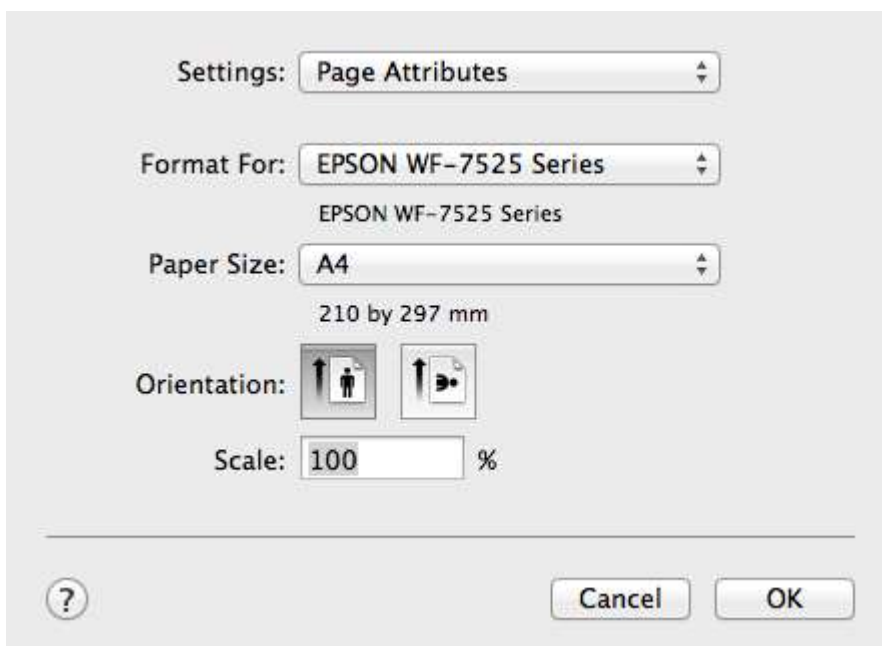 Settings: Page Attributes
Format For: EPSON WF-7525 Series
EPSON WF-7525 Series
Paper Size: A4
210 by 297 mm
Orientation:
Scale: 100 %
? Cancel OK